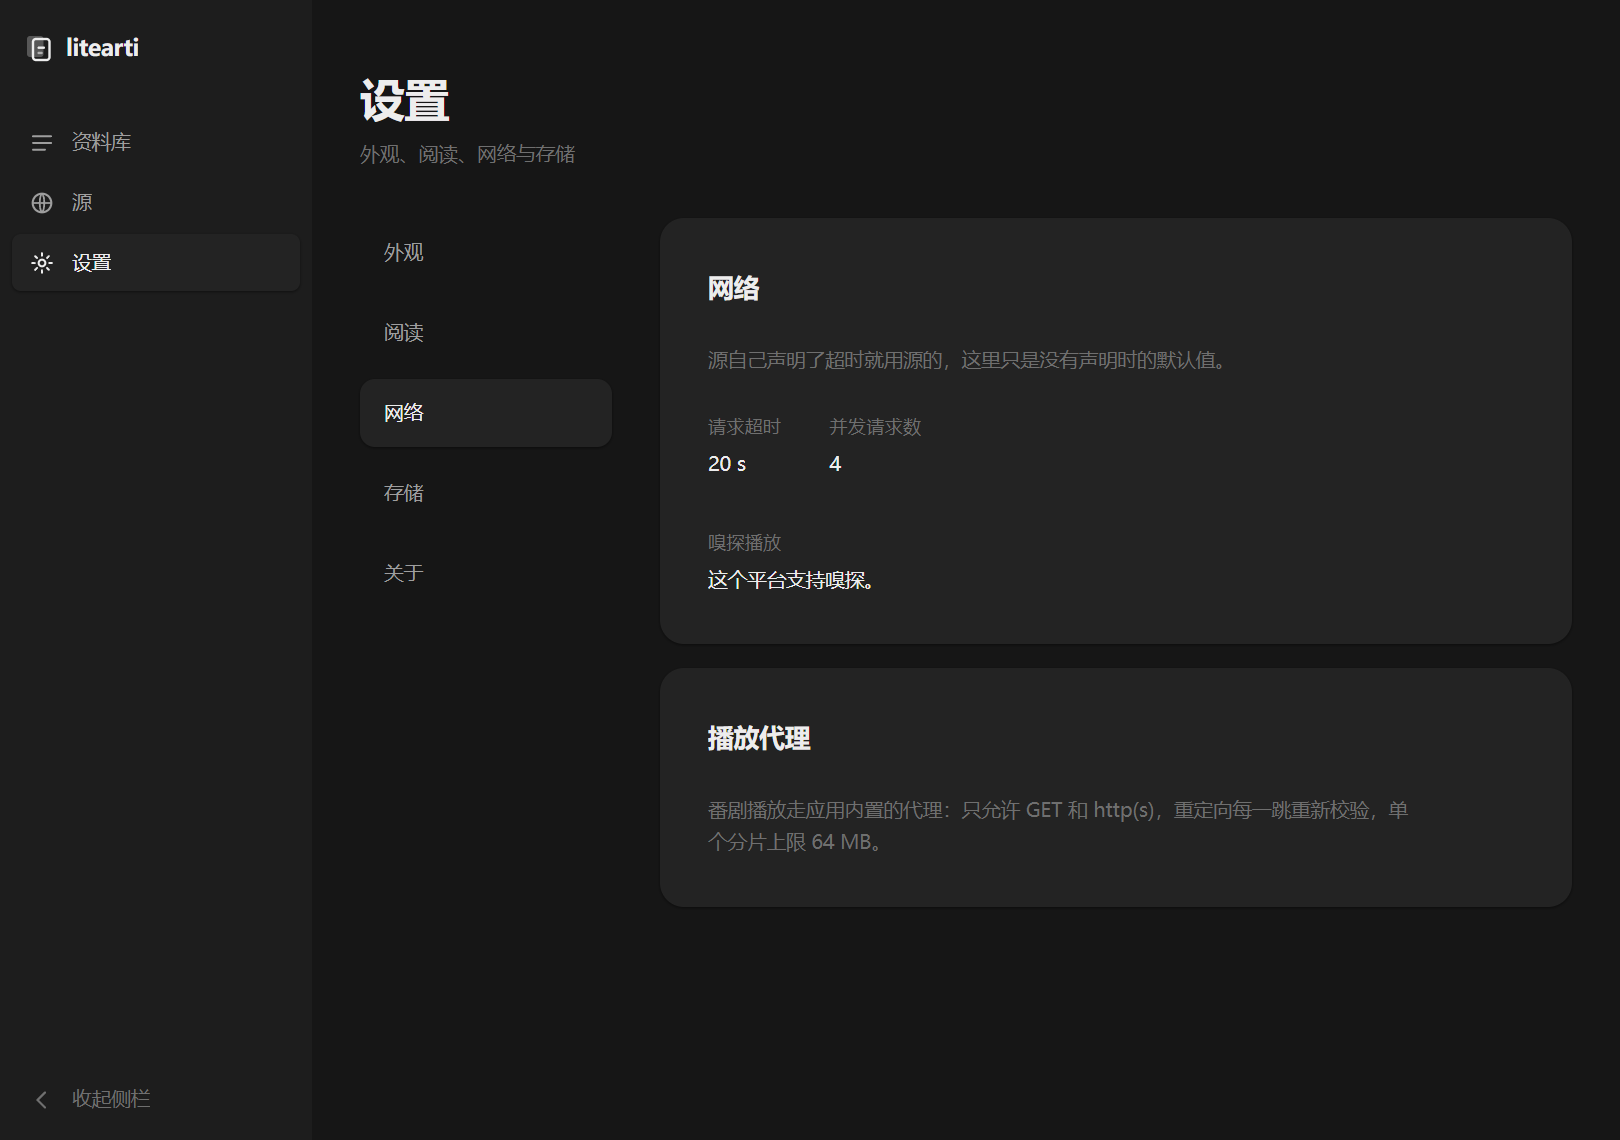 litearti
资料库
源
设置
收起侧栏
设置
外观、阅读、网络与存储
外观
阅读
网络
存储
关于
网络
源自己声明了超时就用源的，这里只是没有声明时的默认值。
请求超时 并发请求数
20 s 4
嗅探播放
这个平台支持嗅探。
播放代理
番剧播放走应用内置的代理：只允许 GET 和 http(s)，重定向每一跳重新校验，单
个分片上限 64 MB。